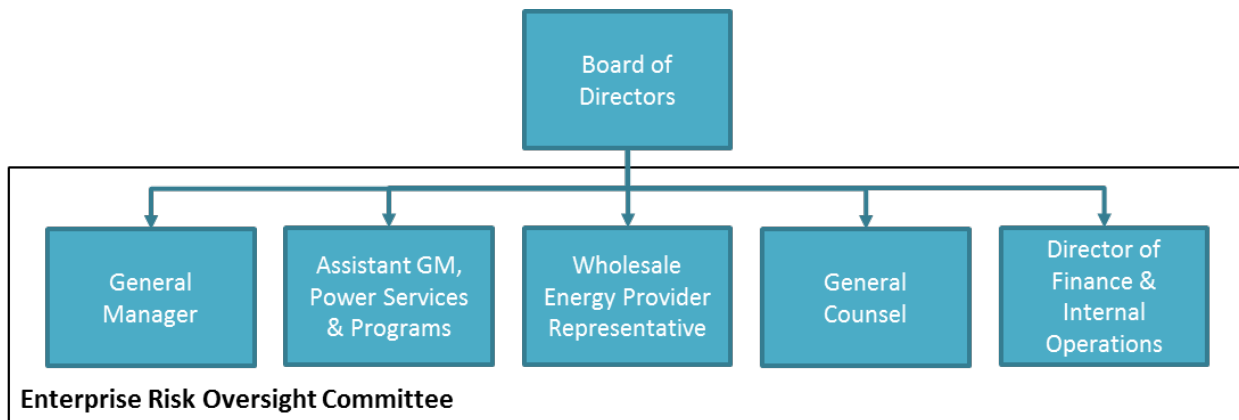 Board of
Directors
General
Manager
Assistant GM,
Power Services
& Programs
Wholesale
Energy Provider
Representative
General
Counsel
Director of
Finance &
Internal
Operations
Enterprise Risk Oversight Committee